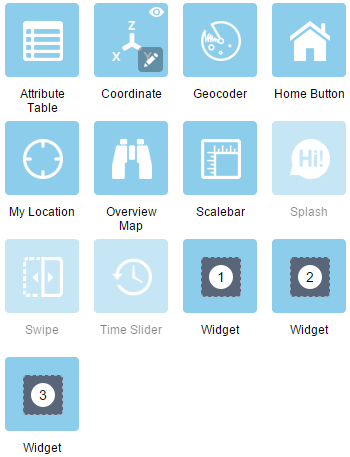 Z
X
Y
Attribute
Table
Coordinate
Geocoder
Home Button
Hi!
My Location
Overview
Map
Scalebar
Splash
1
2
Swipe
Time Slider
Widget
Widget
3
Widget